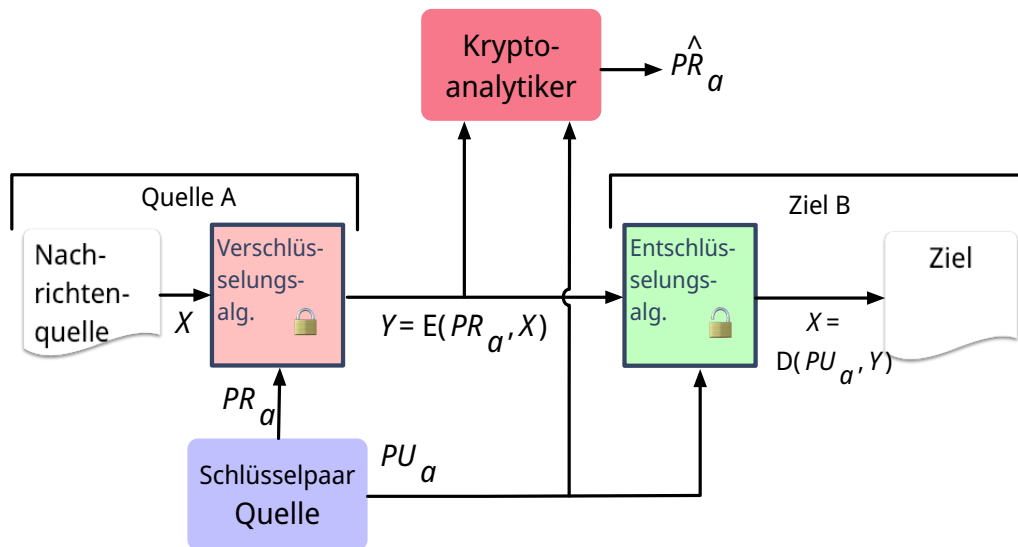 Krypto-
analytiker
P̂R a
Quelle A
Ziel B
Nach-
richten-
quelle
X
Verschlüs-
selungs-
alg.
Y = E(PR a, X)
Entschlüs-
selungs-
alg.
X =
D(PU a, Y)
Ziel
PR a
PU a
Schlüsselpaar
Quelle